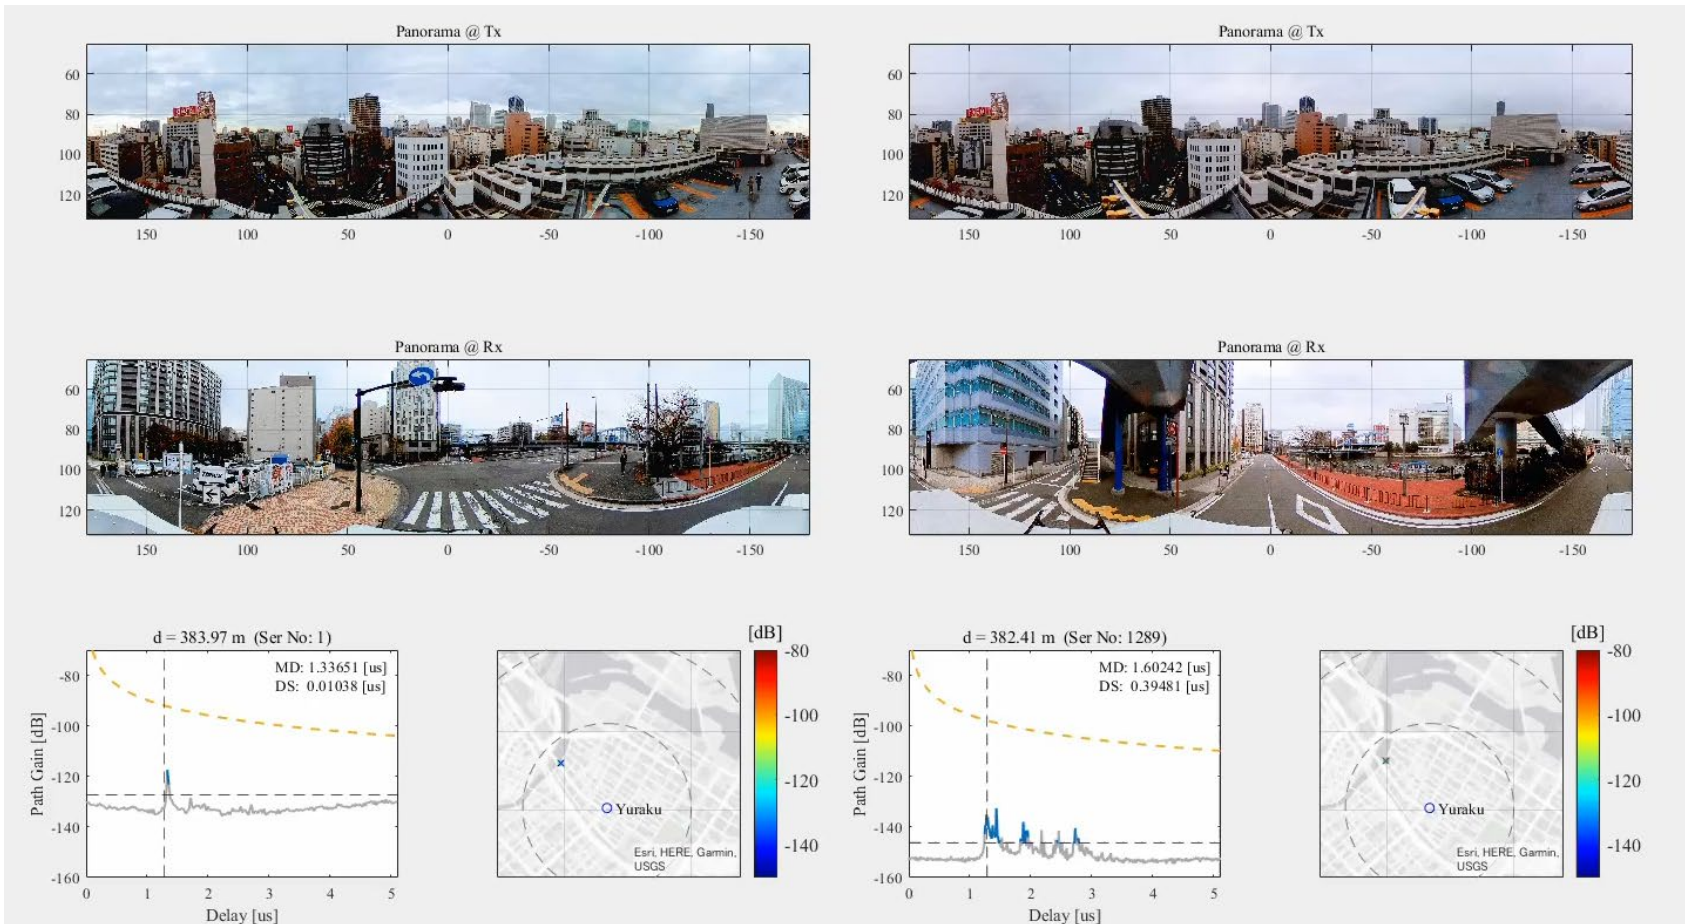 Panorama @ Tx
60
80
100
120
150 100 50 0 -50 -100 -150
Panorama @ Tx
60
80
100
120
150 100 50 0 -50 -100 -150
Panorama @ Rx
60
80
100
120
150 100 50 0 -50 -100 -150
Panorama @ Rx
60
80
100
120
150 100 50 0 -50 -100 -150
d = 383.97 m (Ser No: 1)
MD: 1.33651 [us]
DS: 0.01038 [us]
Path Gain [dB]
-80
-100
-120
-140
-160
0 1 2 3 4 5
Delay [us]
Yuraku
Esri, HERE, Garmin,
USGS
[dB]
-80
-100
-120
-140
d = 382.41 m (Ser No: 1289)
MD: 1.60242 [us]
DS: 0.39481 [us]
Path Gain [dB]
-80
-100
-120
-140
-160
0 1 2 3 4 5
Delay [us]
Yuraku
Esri, HERE, Garmin,
USGS
[dB]
-80
-100
-120
-140